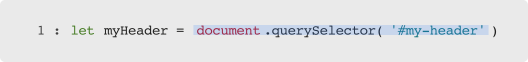 1 : let myHeader = document.querySelector( '#my-header' )